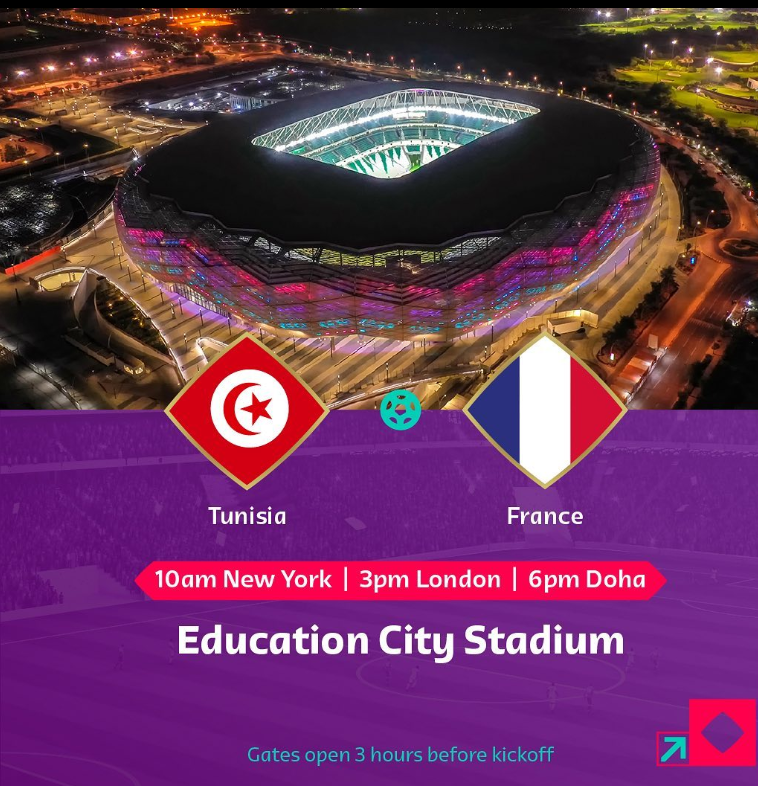 Tunisia
France
10am New York | 3pm London | 6pm Doha
Education City Stadium
Gates open 3 hours before kickoff